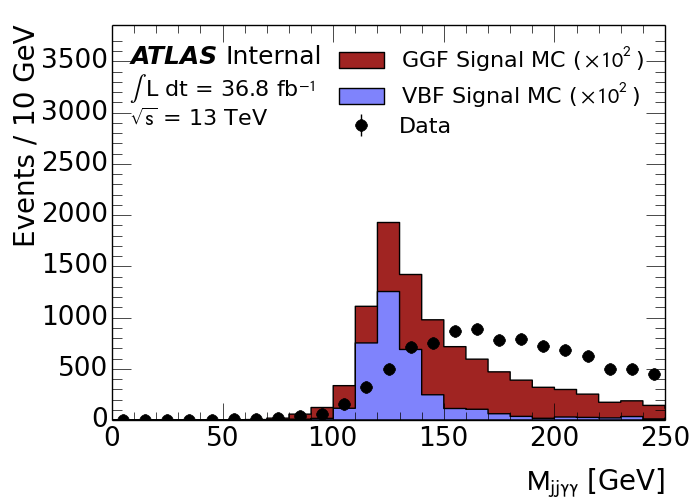 ATLAS Internal
∫L dt = 36.8 fb⁻¹
√s = 13 TeV
GGF Signal MC (×10²)
VBF Signal MC (×10²)
Data
Events / 10 GeV
3500
3000
2500
2000
1500
1000
500
0
0 50 100 150 200 250
M_jjγγ [GeV]